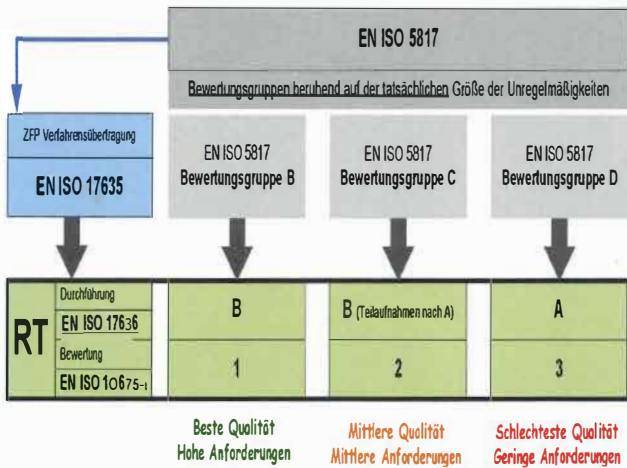 EN ISO 5817
Bewertungsgruppen beruhend auf der tatsächlichen Größe der Unregelmäßigkeiten
ZFP Verfahrensübertragung
EN ISO 17635
EN ISO 5817
Bewertungsgruppe B
EN ISO 5817
Bewertungsgruppe C
EN ISO 5817
Bewertungsgruppe D
RT
Durchführung
EN ISO 17636
Bewertung
EN ISO 10675-1
B
B (Teilaufnahmen nach A)
A
1
2
3
Beste Qualität
Hohe Anforderungen
Mittlere Qualität
Mittlere Anforderungen
Schlechteste Qualität
Geringe Anforderungen